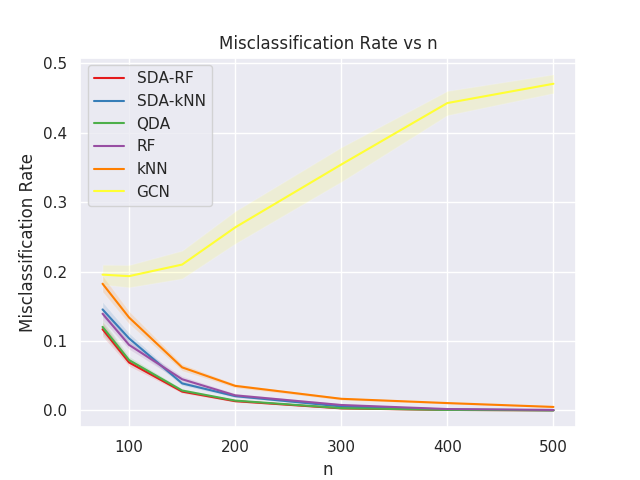 Misclassification Rate vs n
0.5
0.4
0.3
0.2
0.1
0.0
Misclassification Rate
SDA-RF
SDA-kNN
QDA
RF
kNN
GCN
100
200
300
400
500
n